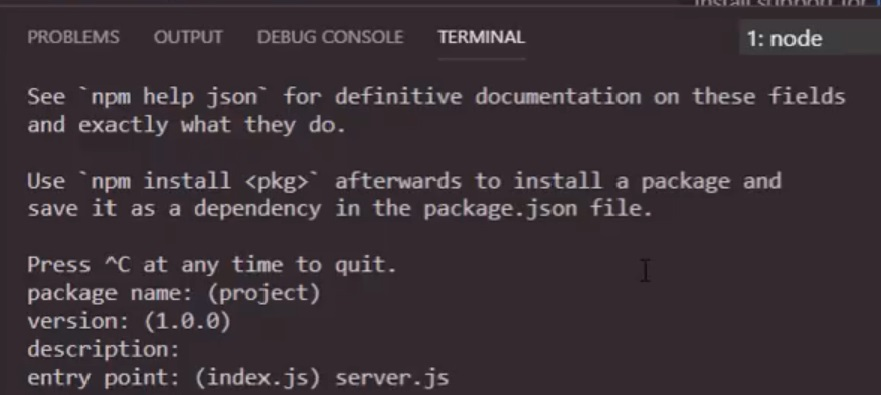 install support for
PROBLEMS OUTPUT DEBUG CONSOLE TERMINAL 1: node
See `npm help json` for definitive documentation on these fields
and exactly what they do.
Use `npm install <pkg>` afterwards to install a package and
save it as a dependency in the package.json file.
Press ^C at any time to quit.
package name: (project)
version: (1.0.0)
description:
entry point: (index.js) server.js